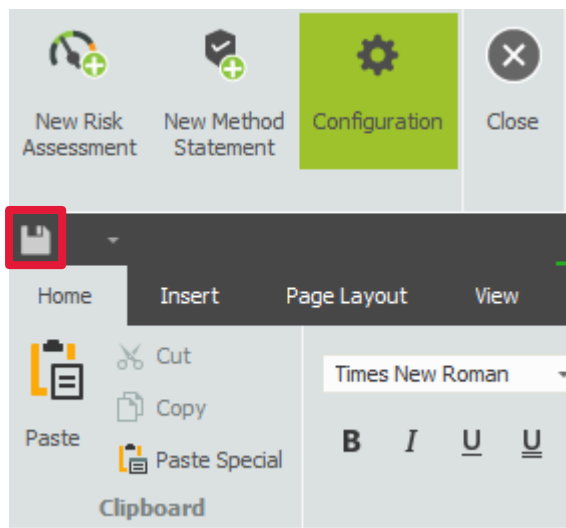 New Risk
Assessment
New Method
Statement
Configuration
Close
Home
Insert
Page Layout
View
Paste
Cut
Copy
Paste Special
Clipboard
Times New Roman
B
I
U
U